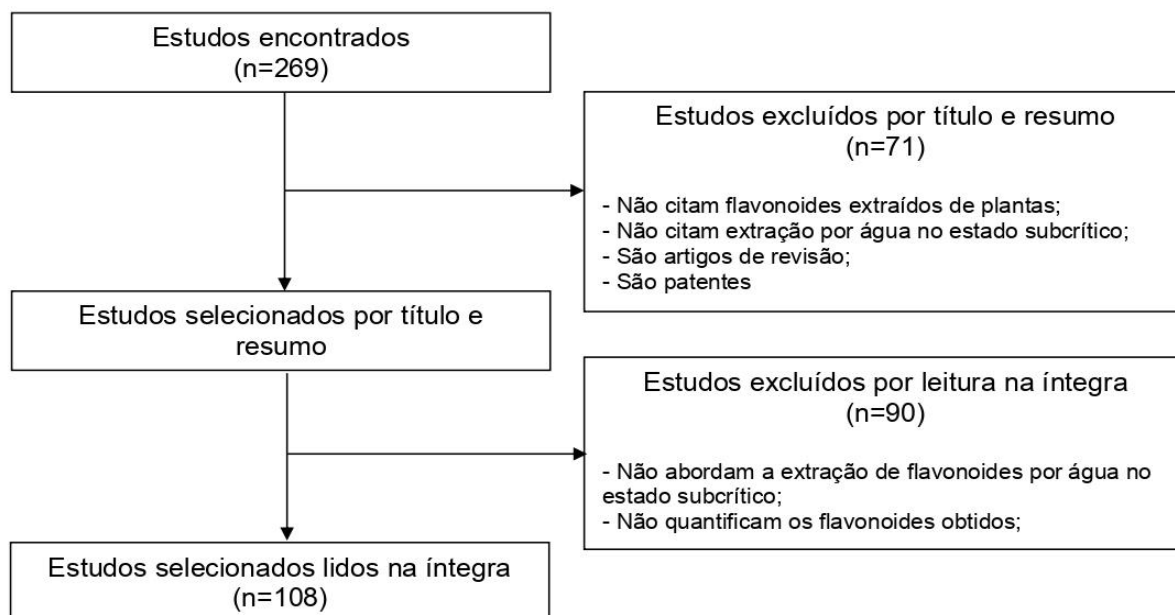 Estudos encontrados
(n=269)
Estudos excluídos por título e resumo
(n=71)
- Não citam flavonoides extraídos de plantas;
- Não citam extração por água no estado subcrítico;
- São artigos de revisão;
- São patentes
Estudos selecionados por título e
resumo
Estudos excluídos por leitura na íntegra
(n=90)
- Não abordam a extração de flavonoides por água no
estado subcrítico;
- Não quantificam os flavonoides obtidos;
Estudos selecionados lidos na íntegra
(n=108)